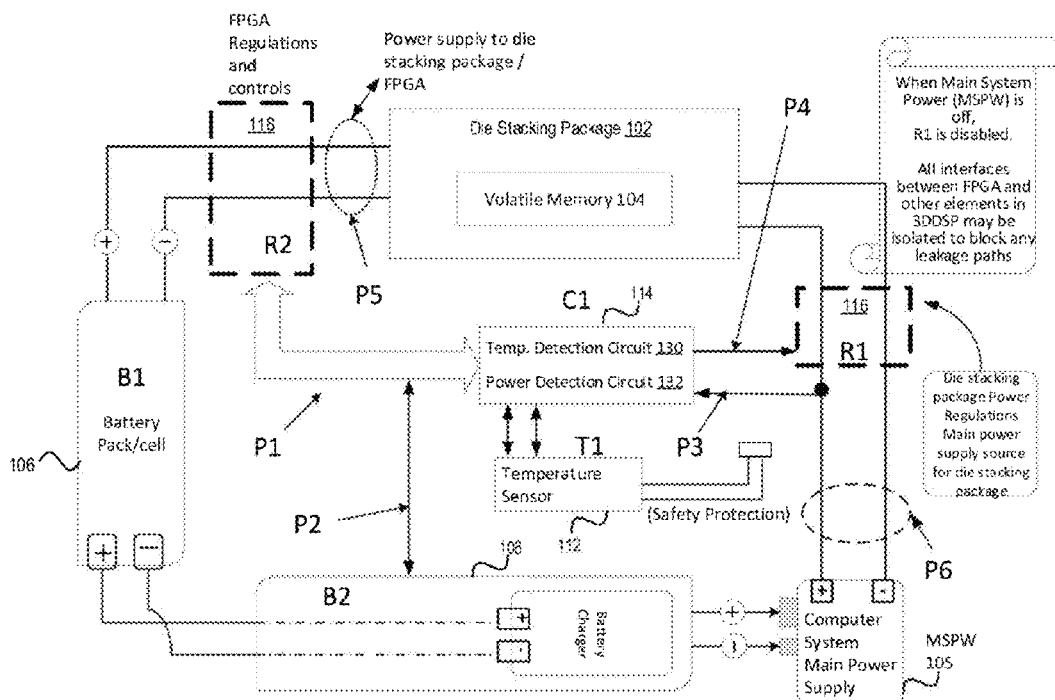 FPGA
Regulations
and
controls
118
R2
Power supply to die
stacking package /
FPGA
P5
Die Stacking Package 102
Volatile Memory 104
P4
When Main System
Power (MSPW) is
off,
R1 is disabled.
All interfaces
between FPGA and
other elements in
3DDSP may be
isolated to block any
leakage paths
+
−
B1
Battery
Pack/cell
106
P1
P2
C1
114
Temp. Detection Circuit 130
Power Detection Circuit 132
P3
116
R1
Die stacking
package Power
Regulations
Main power
supply source
for die stacking
package
T1
Temperature
Sensor
112
(Safety Protection)
P6
108
B2
+
-
Battery
Charger
+
+
-
Computer
System
Main Power
Supply
MSPW
105